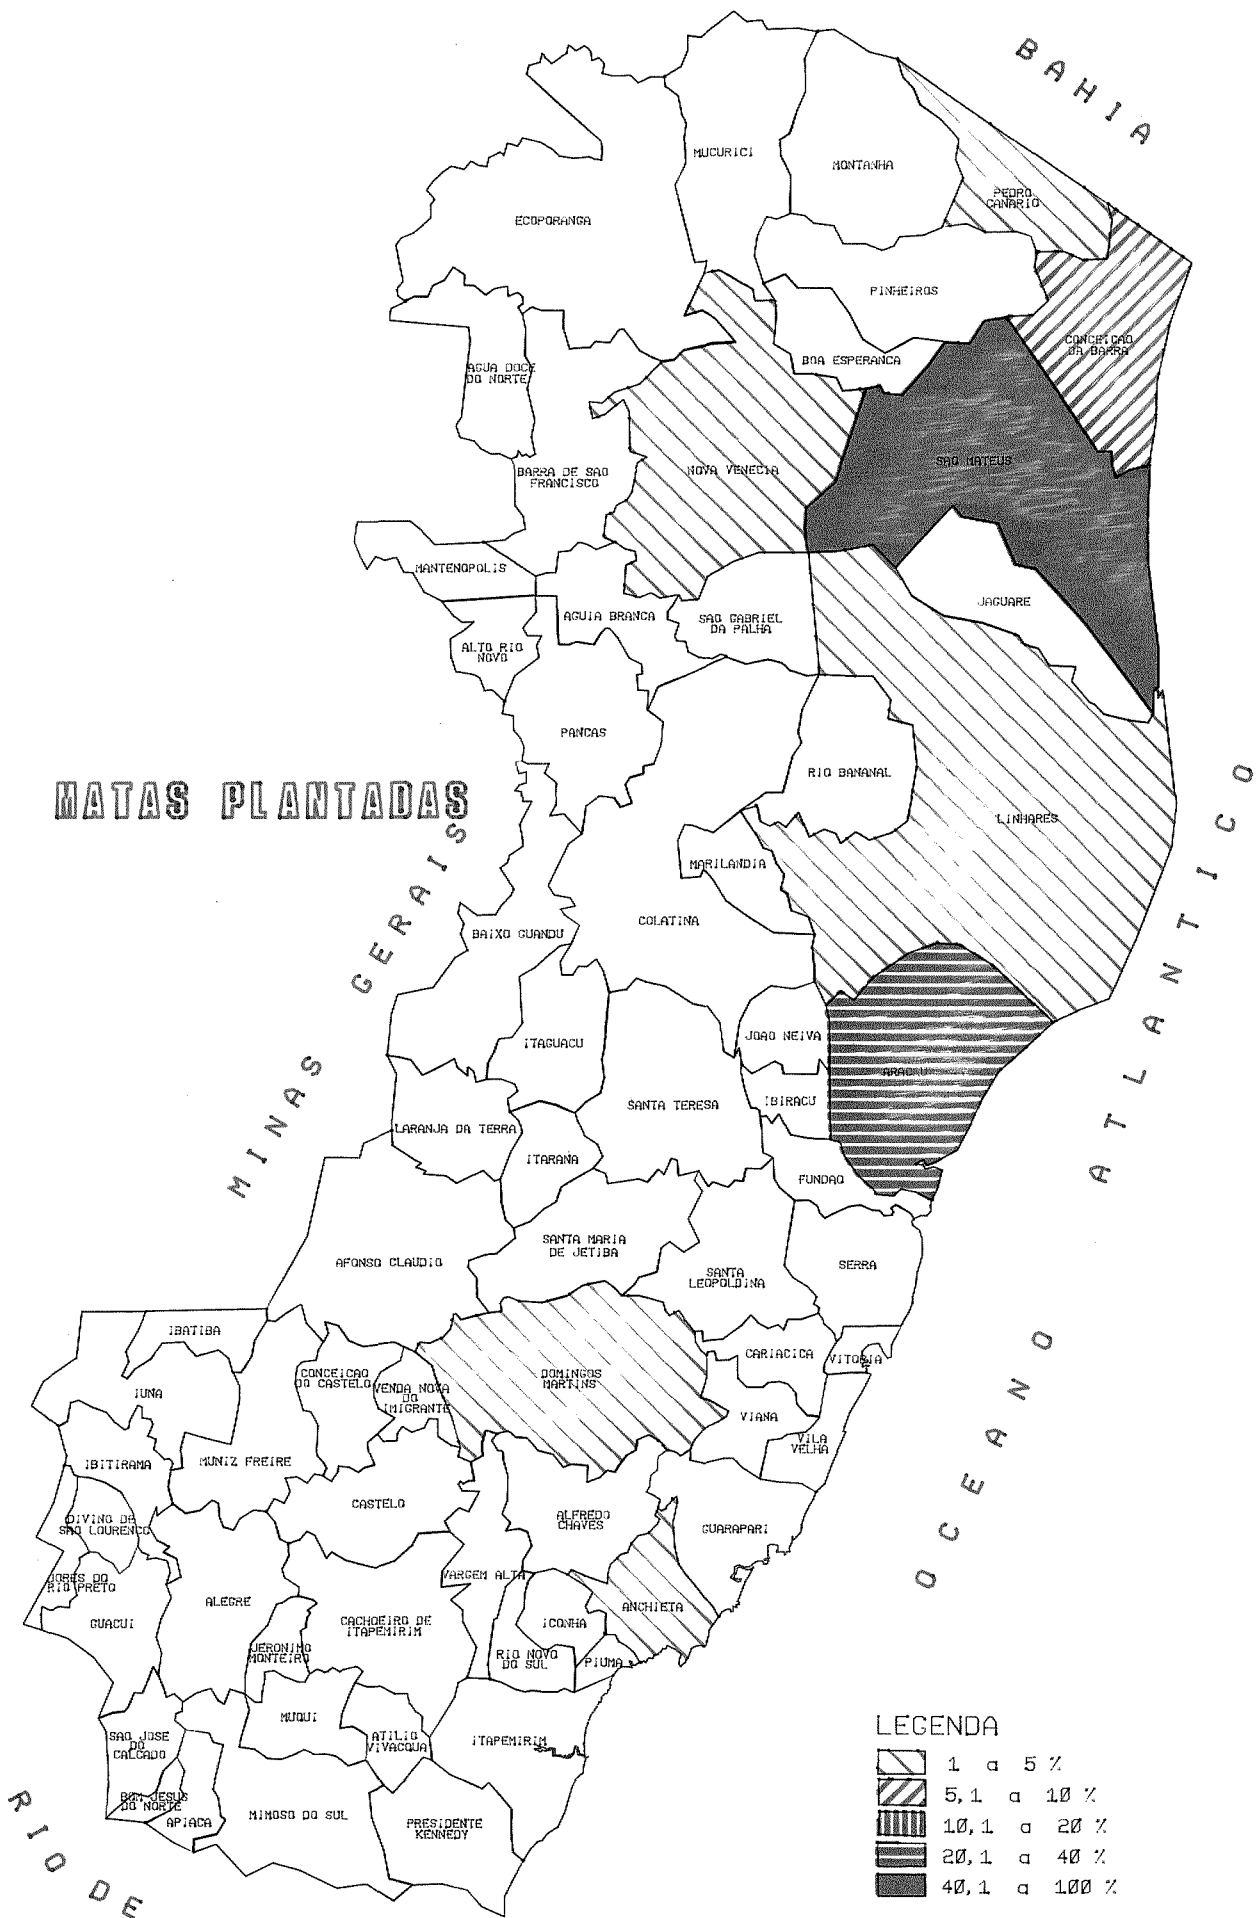 BAHIA
MUCURICI
MONTANHA
PEDRO
CANARIO
ECOPORANGA
PINHEIROS
CONCEICAO
DA BARRA
BOA ESPERANCA
AGUA DOCE
DO NORTE
SAO MATEUS
NOVA VENECIA
BARRA DE SAO
FRANCISCO
MANTENOPOLIS
JAGUARE
AGUIA BRANCA
SAO GABRIEL
DA PALHA
ALTO RIO
NOVO
PANCAS
RIO BANANAL
MATAS PLANTADAS
LINHARES
MARILANDIA
COLATINA
BAIXO GUANDU
MINAS GERAIS
OCEANO ATLANTICO
JOAO NEIVA
ITAGUACU
ARACRU
IBIRACU
SANTA TERESA
LARANJA DA TERRA
ITARANA
FUNDAO
SANTA MARIA
DE JETIBA
AFONSO CLAUDIO
SERRA
SANTA
LEOPOLDINA
IBATIBA
CARIACICA
VITORIA
CONCEICAO
DO CASTELO
DOMINGOS
MARTINS
VENDA NOVA
DO
IMIGRANTE
IUNA
VIANA
VILA
VELHA
IBITIRAMA
MUNIZ FREIRE
CASTELO
ALFREDO
CHAVES
GUARAPARI
DIVINO DE
SAO LOURENCO
DORES DO
RIO PRETO
VARGEM ALTA
ALEGRE
ANCHIETA
GUACUI
CACHOEIRO DE
ITAPEMIRIM
ICONHA
JERONIMO
MONTEIRO
RIO NOVO
DO SUL
PIUMA
MUQUI
SAO JOSE
DO
CALCADO
ATILIO
VIVACQUA
ITAPEMIRIM
BOM JESUS
DO NORTE
APIACA
MIMOSO DO SUL
PRESIDENTE
KENNEDY
RIO DE
LEGENDA
1 a 5 %
5,1 a 10 %
10,1 a 20 %
20,1 a 40 %
40,1 a 100 %